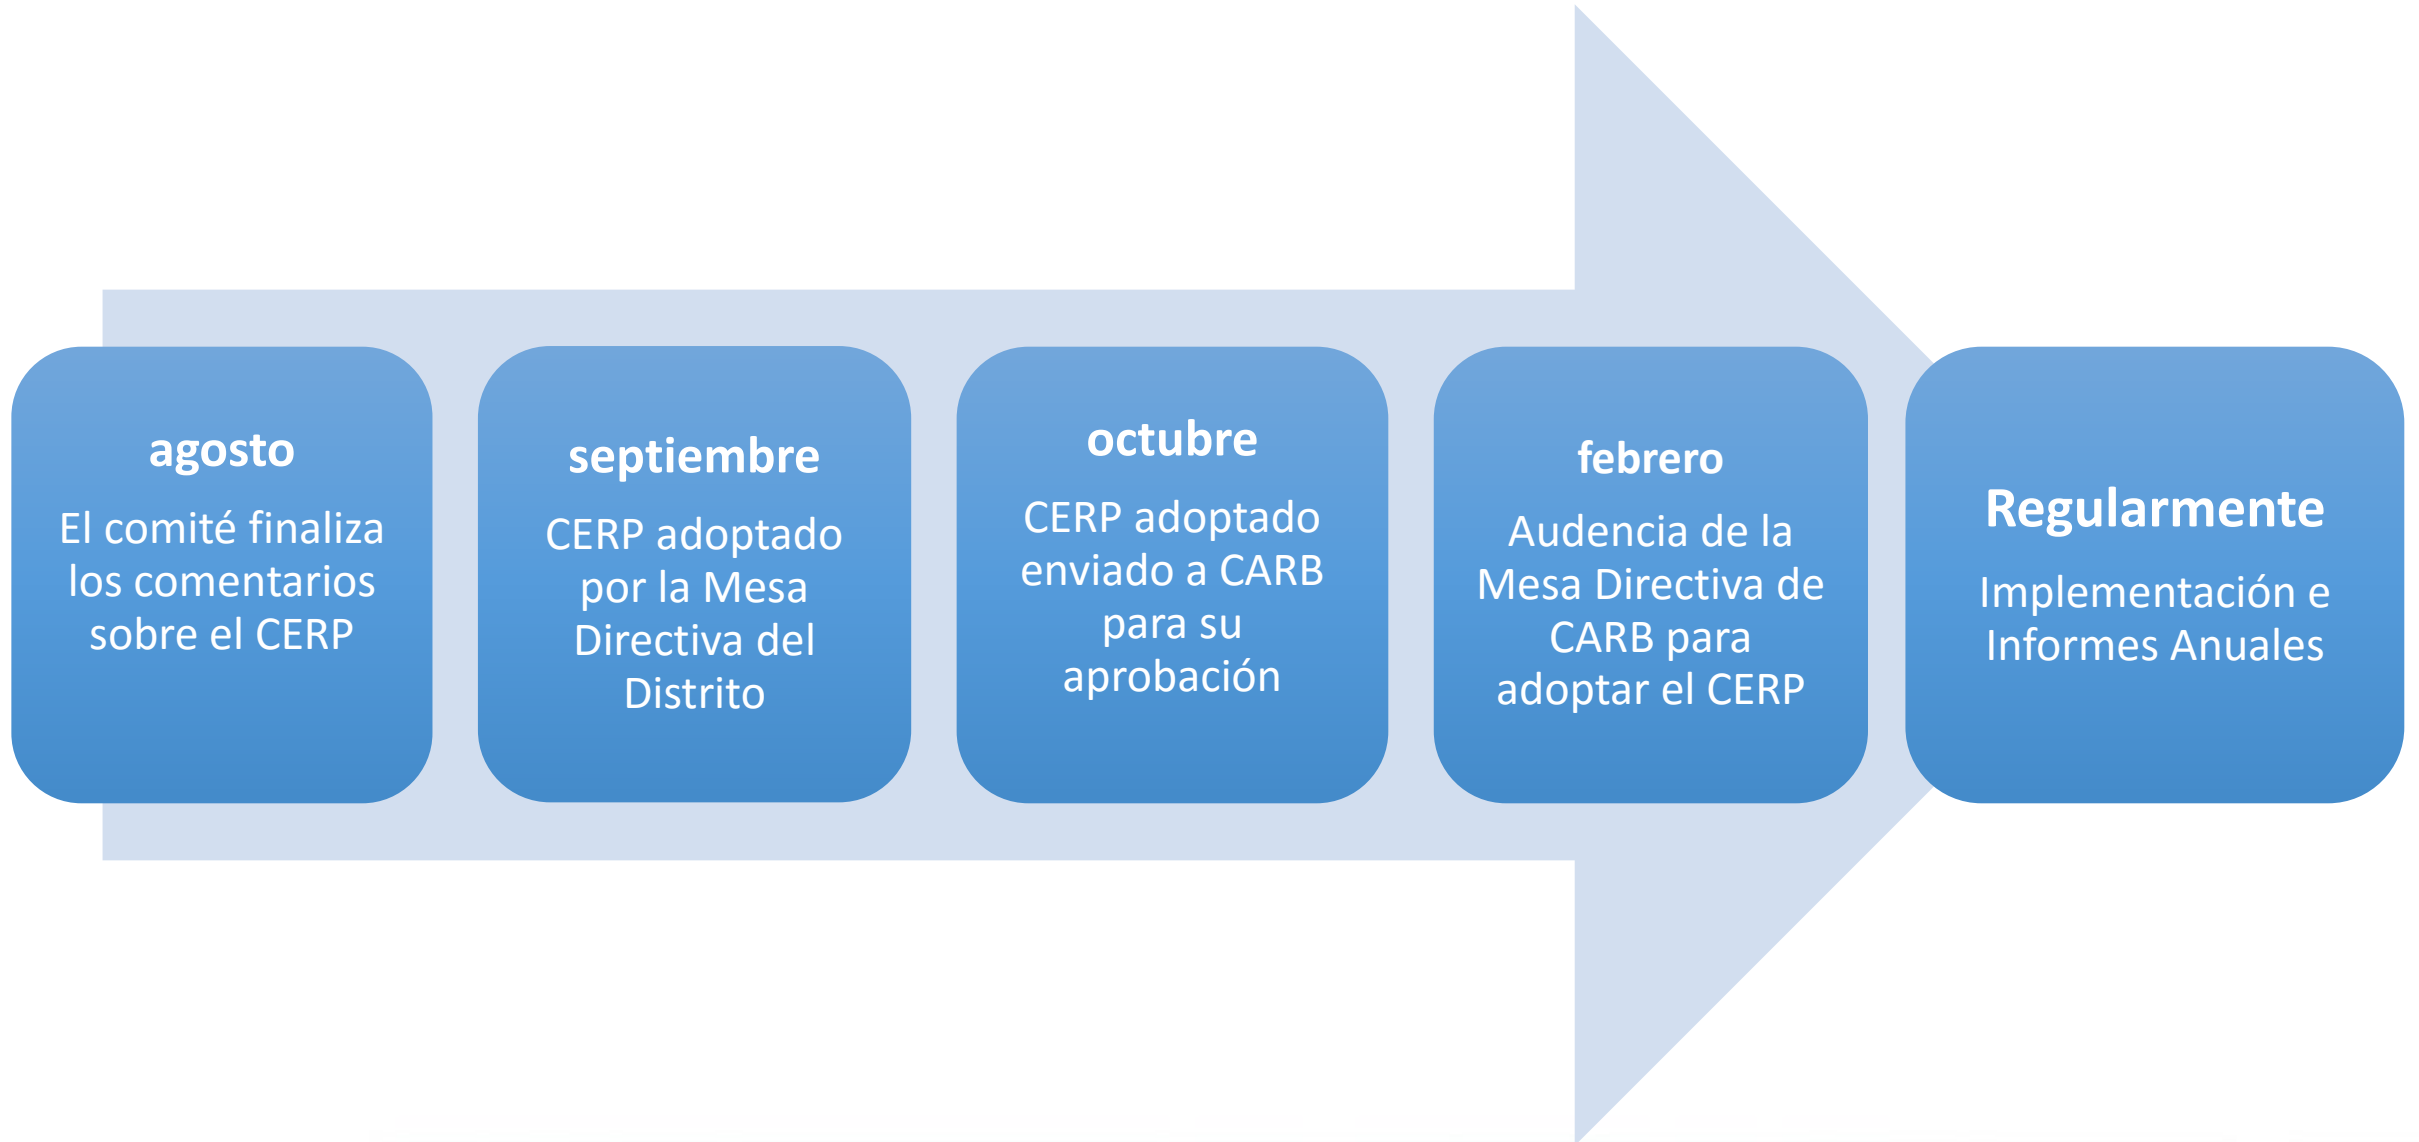 agosto
El comité finaliza
los comentarios
sobre el CERP
septiembre
CERP adoptado
por la Mesa
Directiva del
Distrito
octubre
CERP adoptado
enviado a CARB
para su
aprobación
febrero
Audencia de la
Mesa Directiva de
CARB para
adoptar el CERP
Regularmente
Implementación e
Informes Anuales